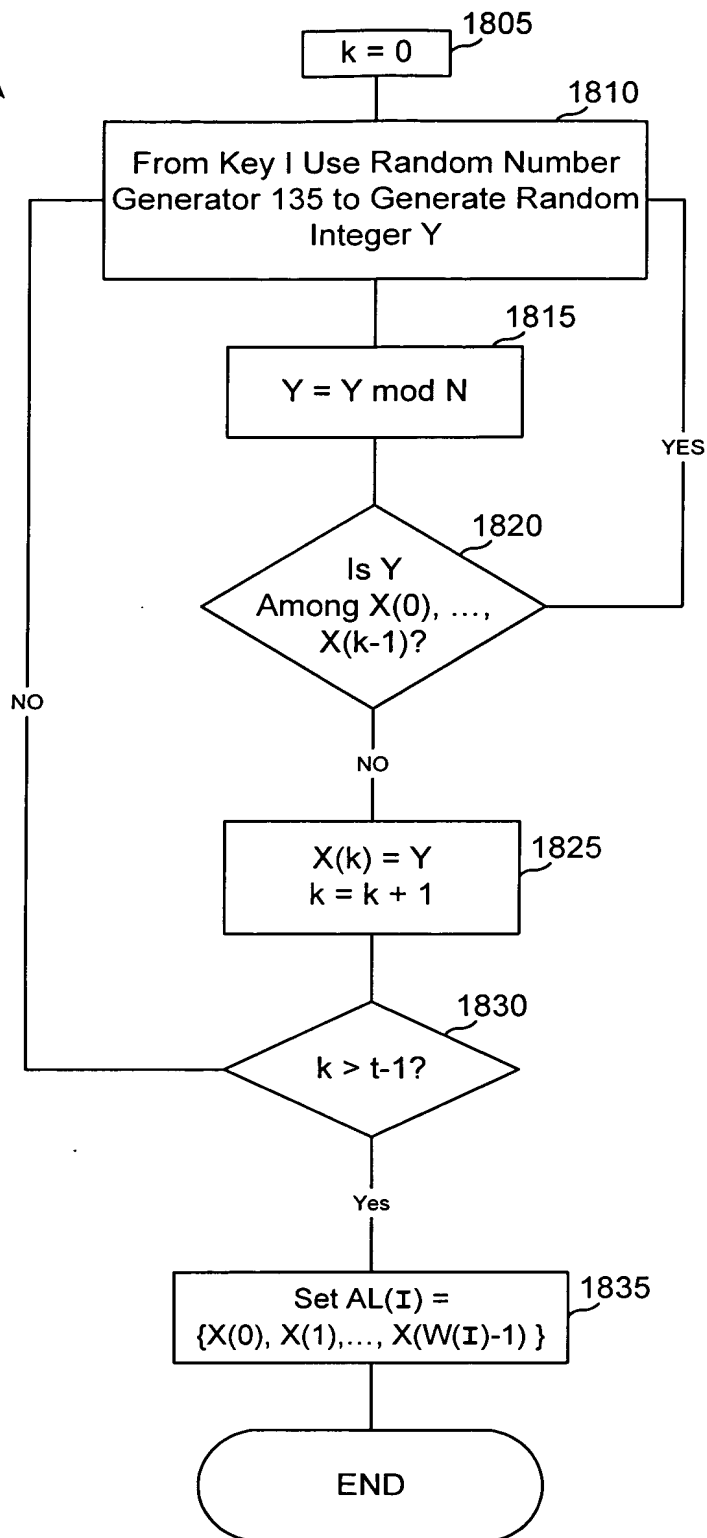 k = 0
1805
1810
From Key I Use Random Number
Generator 135 to Generate Random
Integer Y
1815
Y = Y mod N
YES
1820
Is Y
Among X(0), ...,
X(k-1)?
NO
NO
X(k) = Y
k = k + 1
1825
1830
k > t-1?
Yes
1835
Set AL(I) =
{X(0), X(1),..., X(W(I)-1) }
END